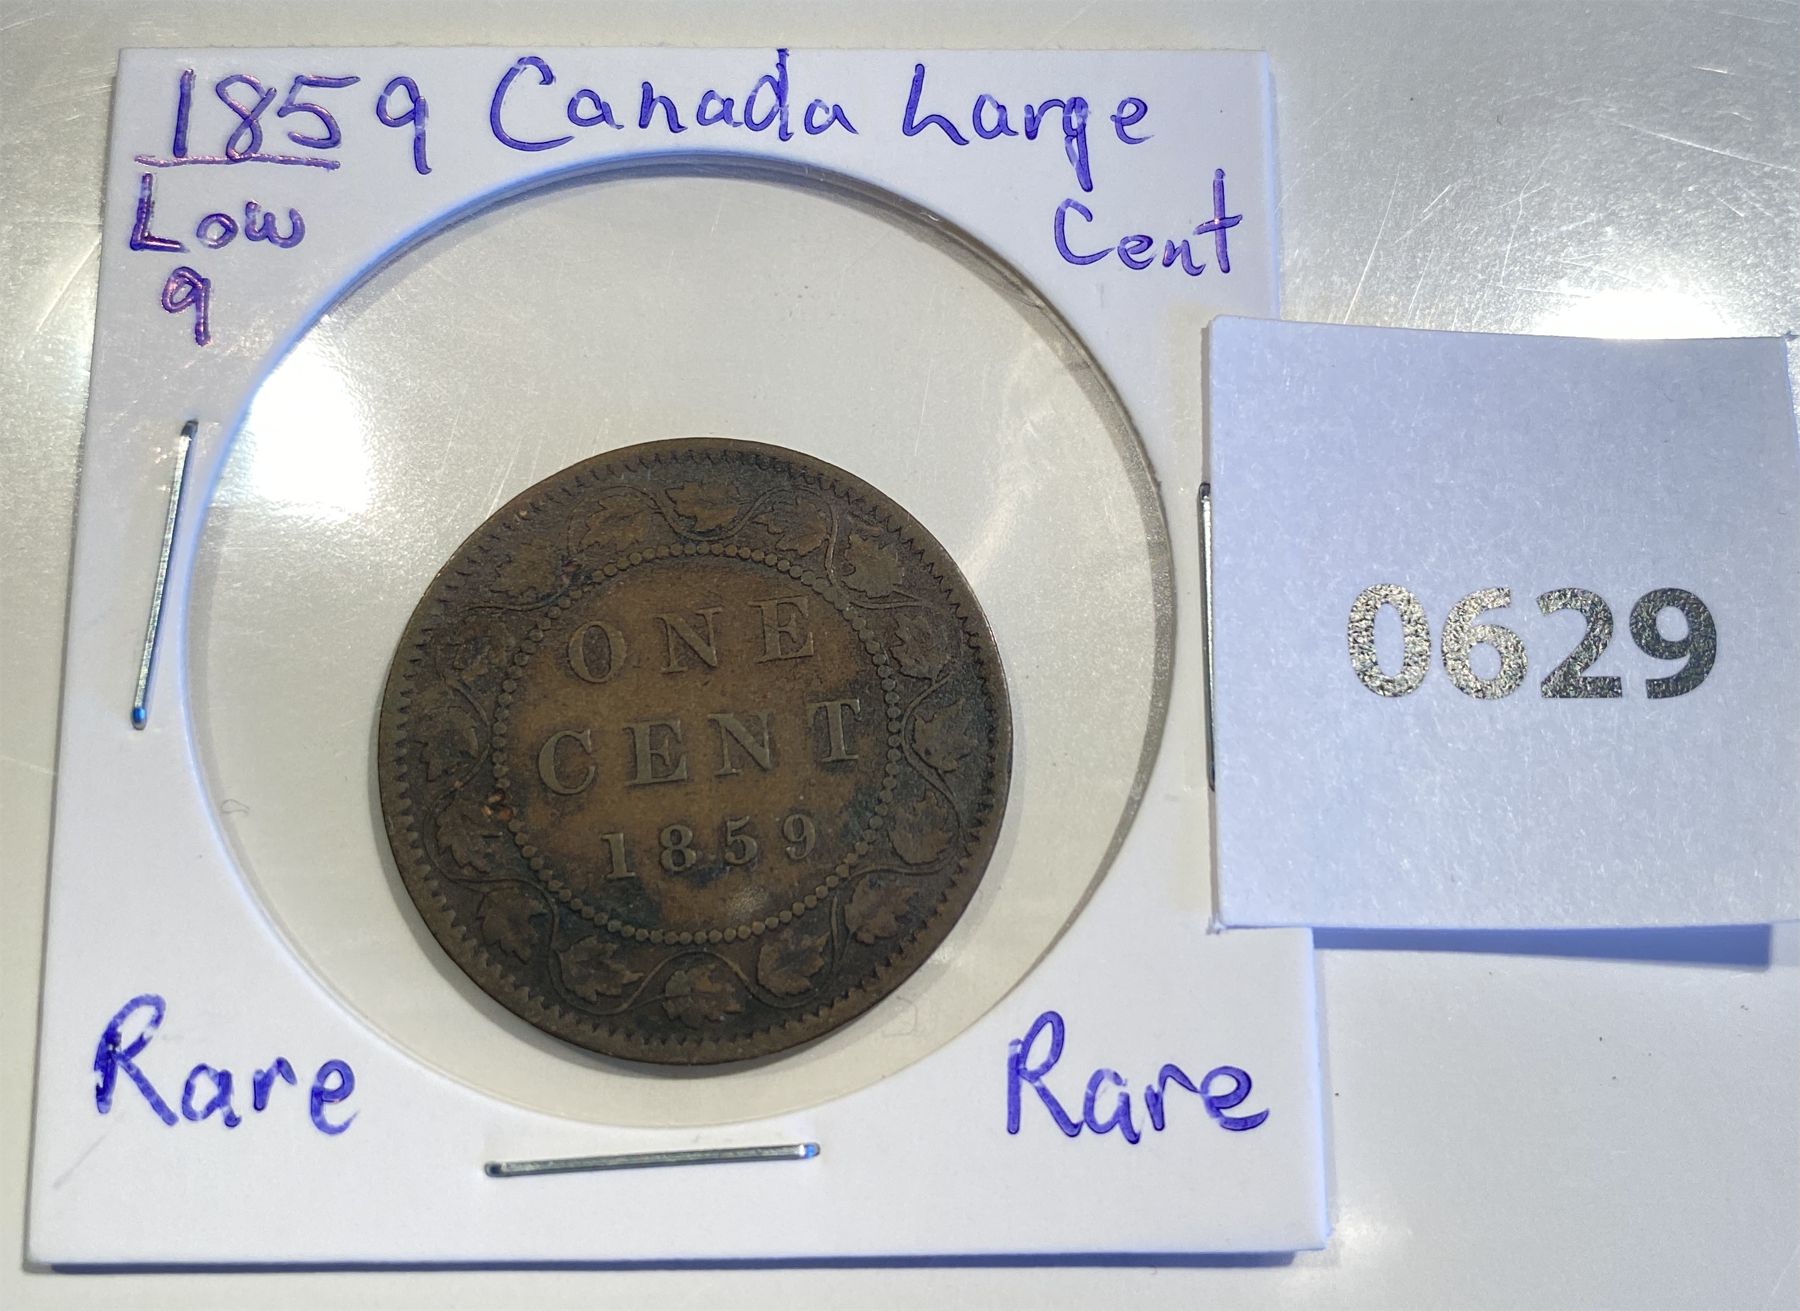 1859 Canada Large
Cent
Low
9
ONE
CENT
1859
0629
Rare
Rare